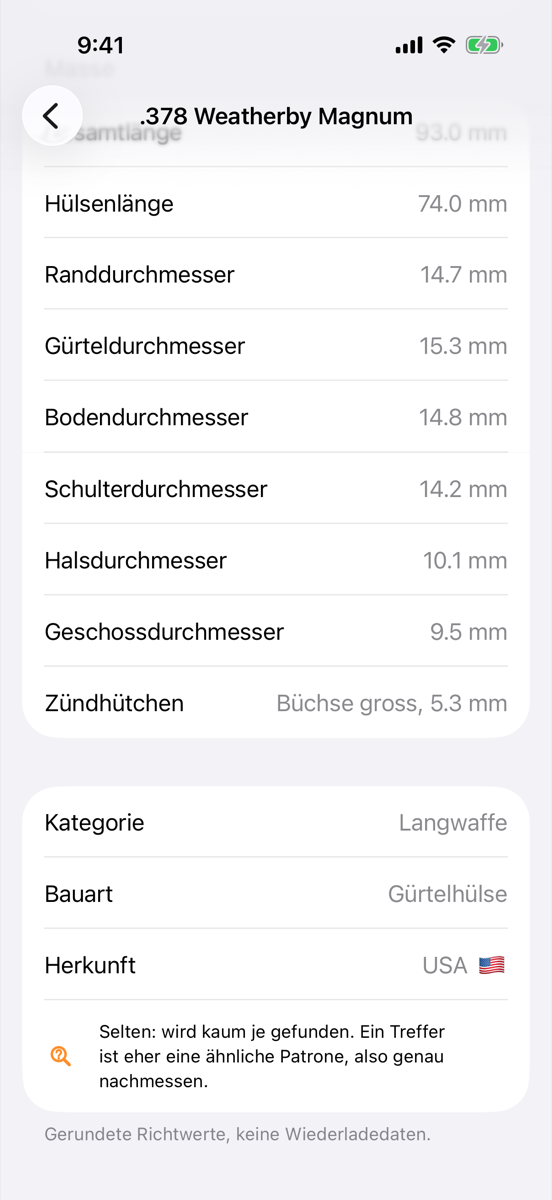 9:41
Masse
.378 Weatherby Magnum
Gesamtlänge 93.0 mm
Hülsenlänge 74.0 mm
Randdurchmesser 14.7 mm
Gürteldurchmesser 15.3 mm
Bodendurchmesser 14.8 mm
Schulterdurchmesser 14.2 mm
Halsdurchmesser 10.1 mm
Geschossdurchmesser 9.5 mm
Zündhütchen Büchse gross, 5.3 mm
Kategorie Langwaffe
Bauart Gürtelhülse
Herkunft USA 🇺🇸
Selten: wird kaum je gefunden. Ein Treffer
ist eher eine ähnliche Patrone, also genau
nachmessen.
Gerundete Richtwerte, keine Wiederladedaten.